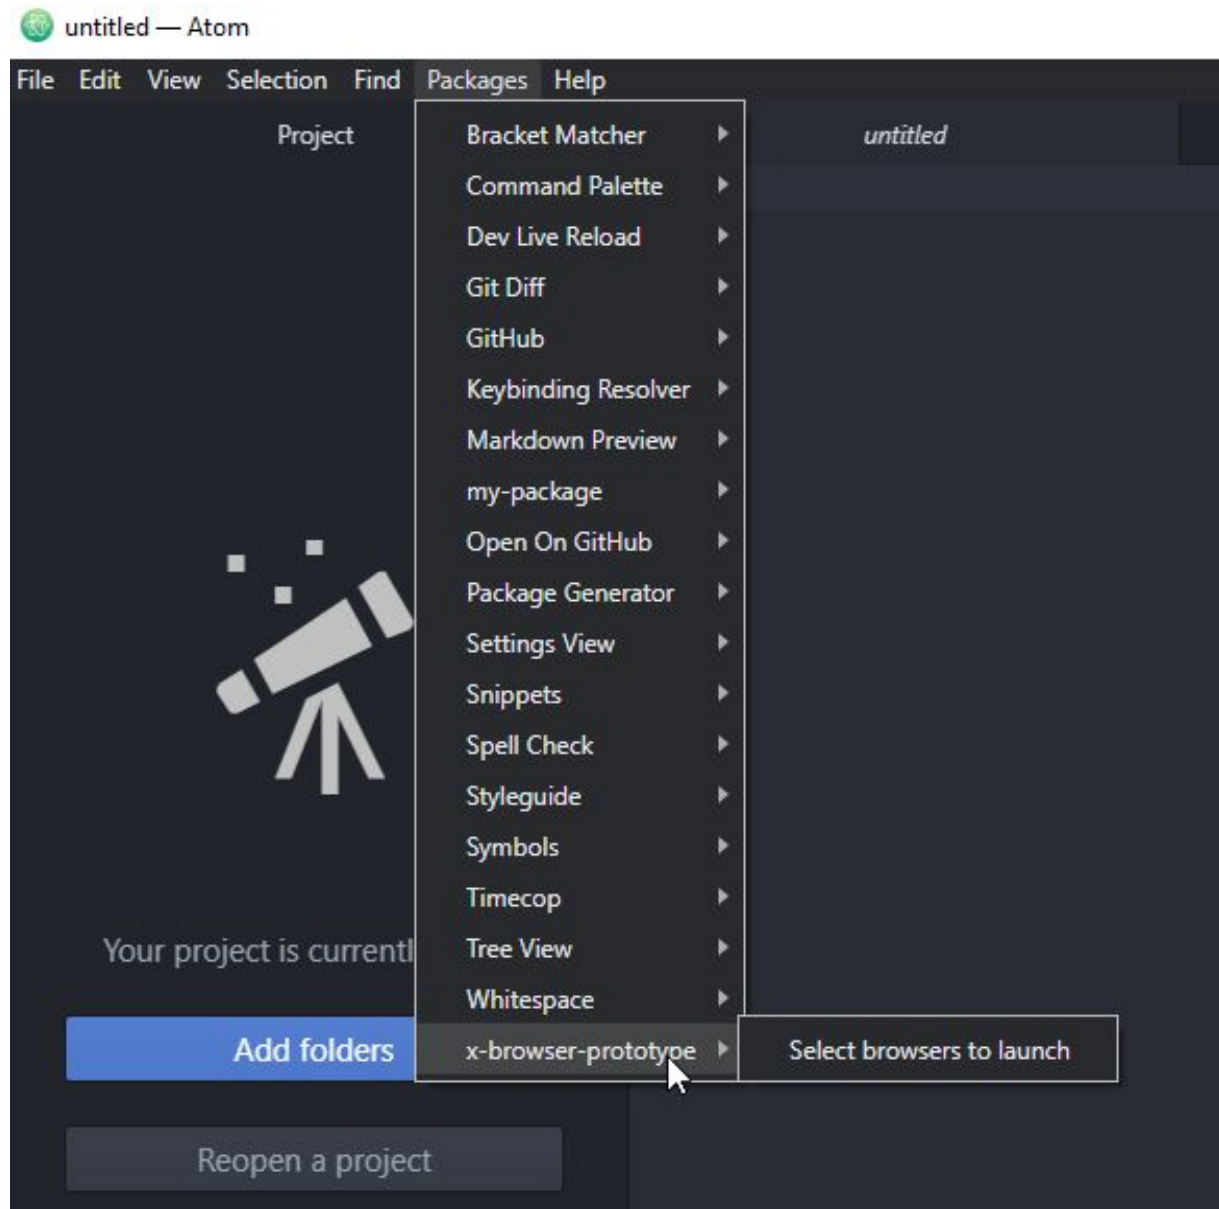 untitled — Atom
File Edit View Selection Find Packages Help
Project
untitled
Bracket Matcher
Command Palette
Dev Live Reload
Git Diff
GitHub
Keybinding Resolver
Markdown Preview
my-package
Open On GitHub
Package Generator
Settings View
Snippets
Spell Check
Styleguide
Symbols
Timecop
Tree View
Whitespace
x-browser-prototype
Select browsers to launch
Your project is currentl
Add folders
Reopen a project